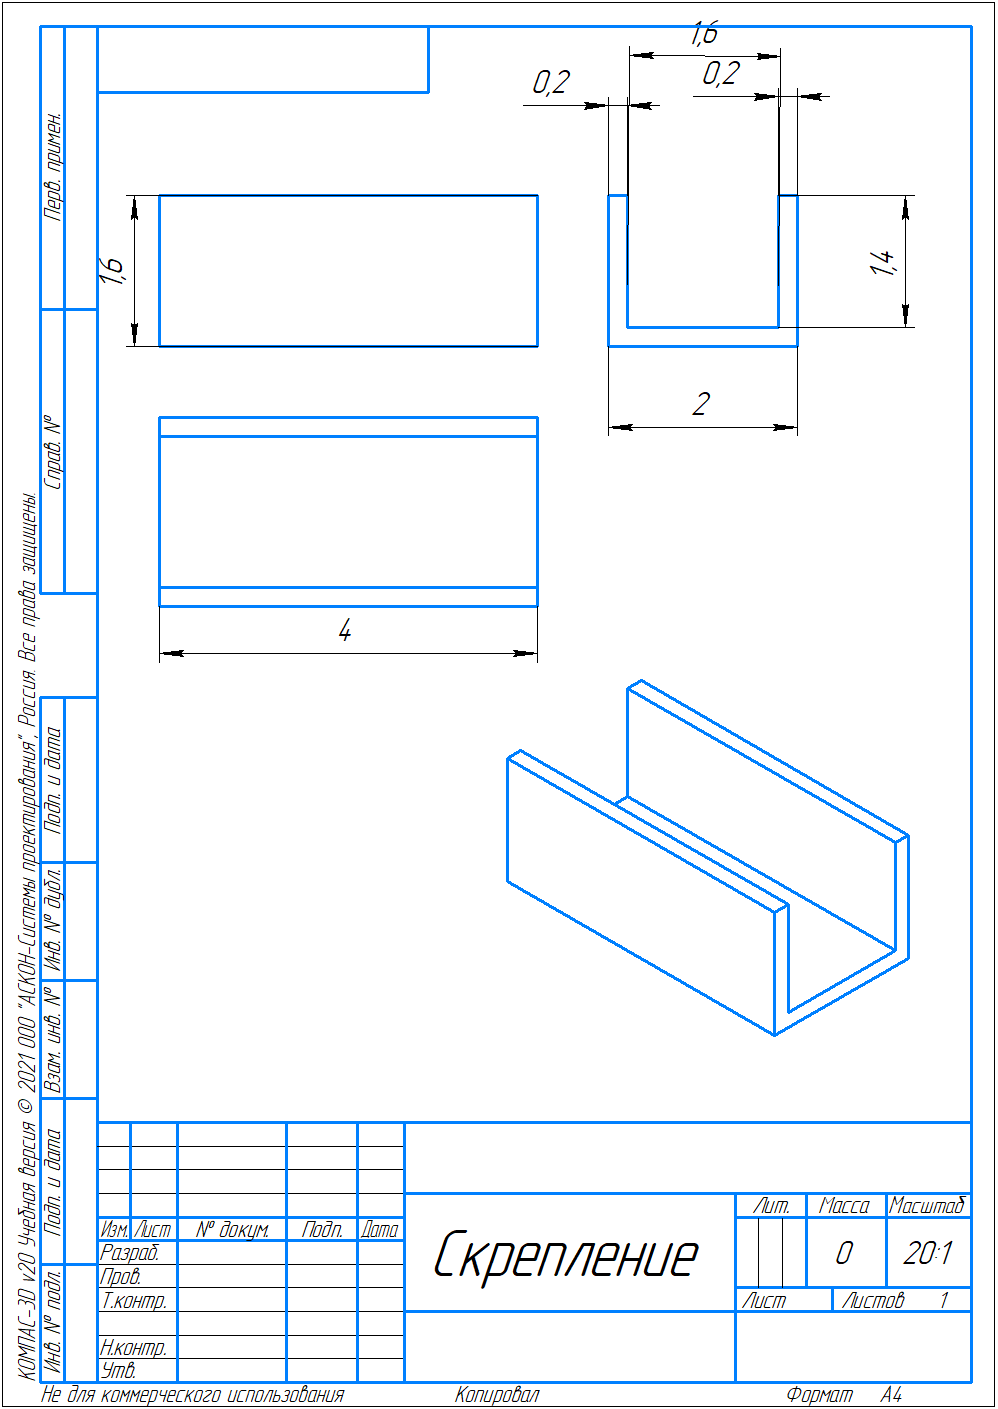 1,6
0,2
0,2
1,6
1,4
2
4
Перв. примен.
Справ. №
Подп. и дата
Инв. № дубл.
Взам. инв. №
Подп. и дата
Инв. № подл.
КОМПАС-3D v20 Учебная версия © 2021 ООО "АСКОН-Системы проектирования", Россия. Все права защищены.
Изм. Лист № докум. Подп. Дата
Разраб.
Пров.
Т.контр.
Н.контр.
Утв.
Скрепление
Лит. Масса Масштаб
0 20:1
Лист Листов 1
Не для коммерческого использования Копировал Формат А4